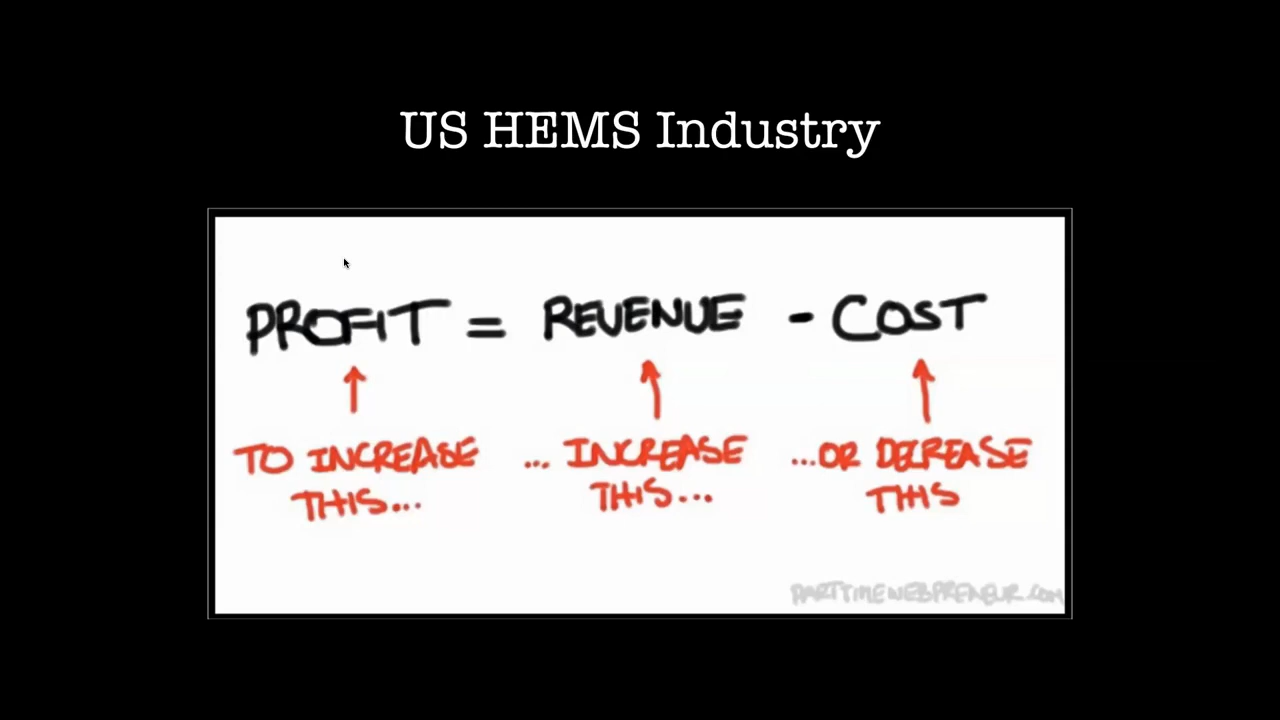 US HEMS Industry
PROFIT = REVENUE - COST
TO INCREASE ... INCREASE ...OR DECREASE
THIS... THIS... THIS
PARTTIMEWEBPRENEUR.COM